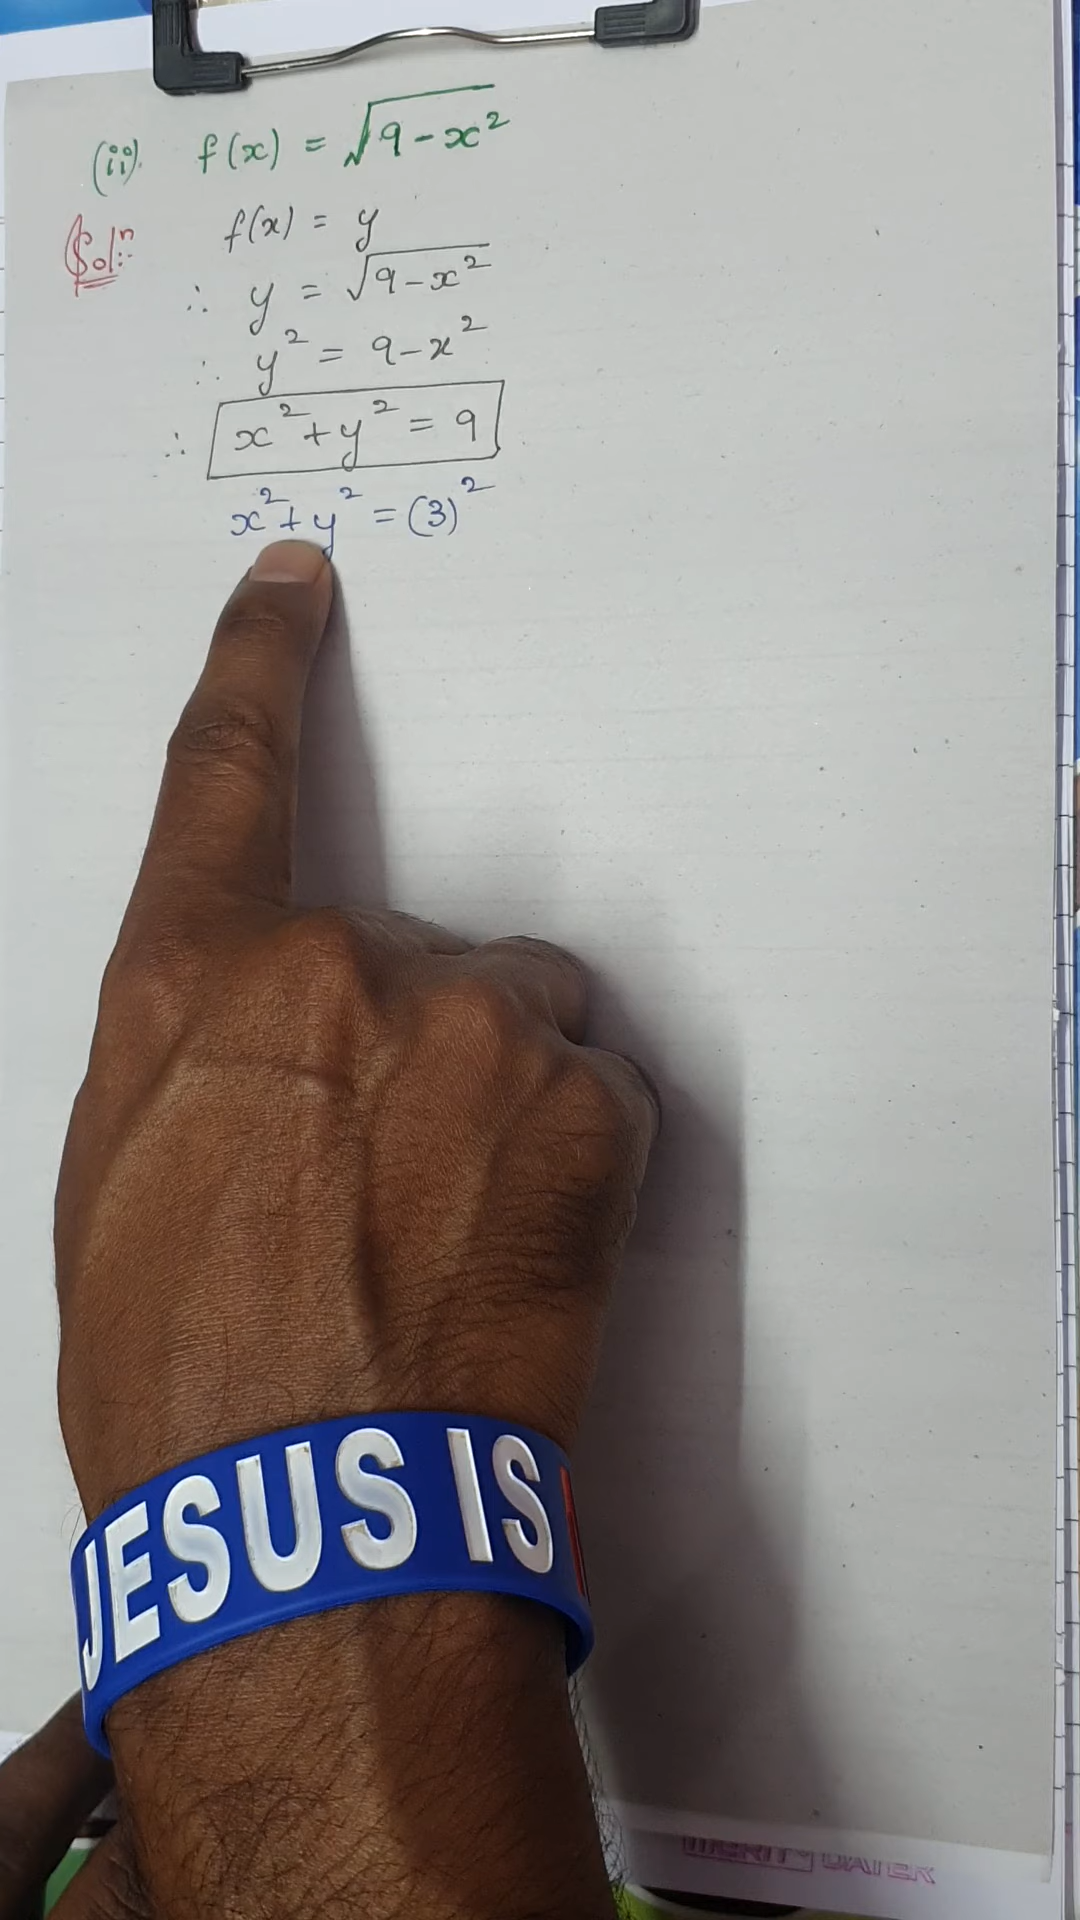 (ii). f(x) = √9-x²
Solⁿ:- f(x) = y
∴ y = √9-x²
∴ y² = 9-x²
∴ x²+y² = 9
x²+y² = (3)²
JESUS IS